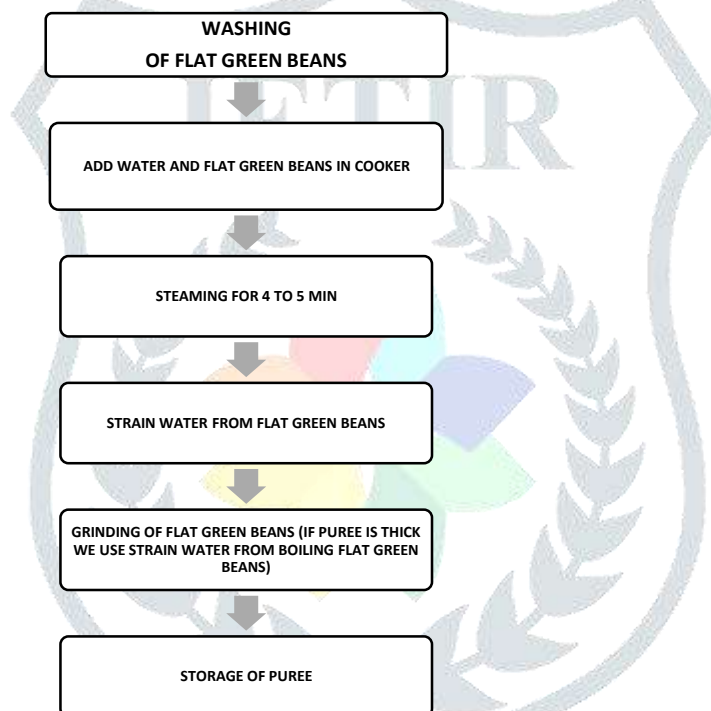 WASHING
OF FLAT GREEN BEANS
JETIR
ADD WATER AND FLAT GREEN BEANS IN COOKER
STEAMING FOR 4 TO 5 MIN
STRAIN WATER FROM FLAT GREEN BEANS
GRINDING OF FLAT GREEN BEANS (IF PUREE IS THICK
WE USE STRAIN WATER FROM BOILING FLAT GREEN
BEANS)
STORAGE OF PUREE